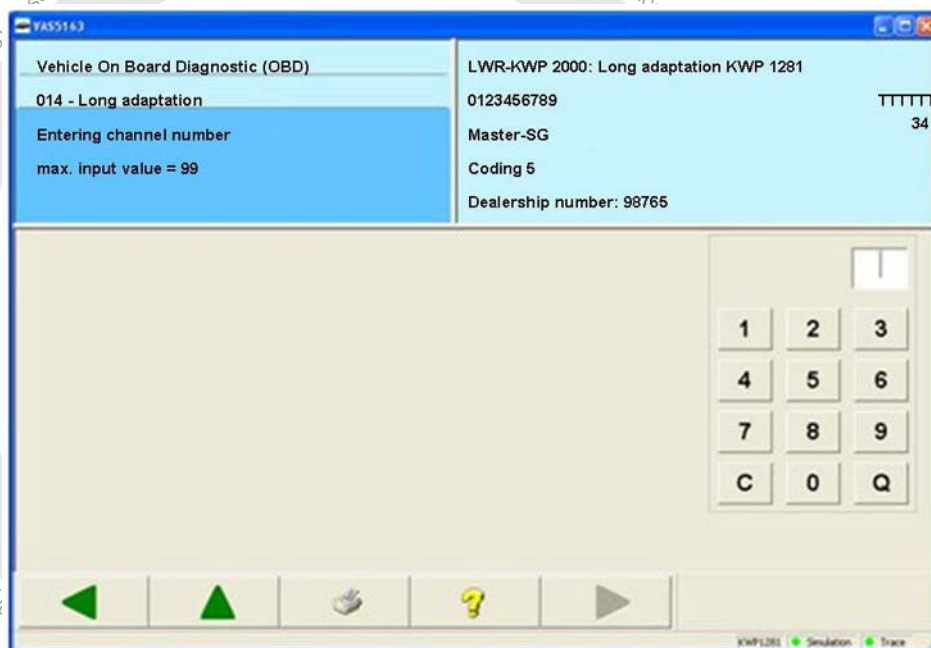 VAS5163
Vehicle On Board Diagnostic (OBD)
014 - Long adaptation
Entering channel number
max. input value = 99
LWR-KWP 2000: Long adaptation KWP 1281
0123456789
Master-SG
Coding 5
Dealership number: 98765
34
1 2 3
4 5 6
7 8 9
C 0 Q
KWP1281 Simulation Trace